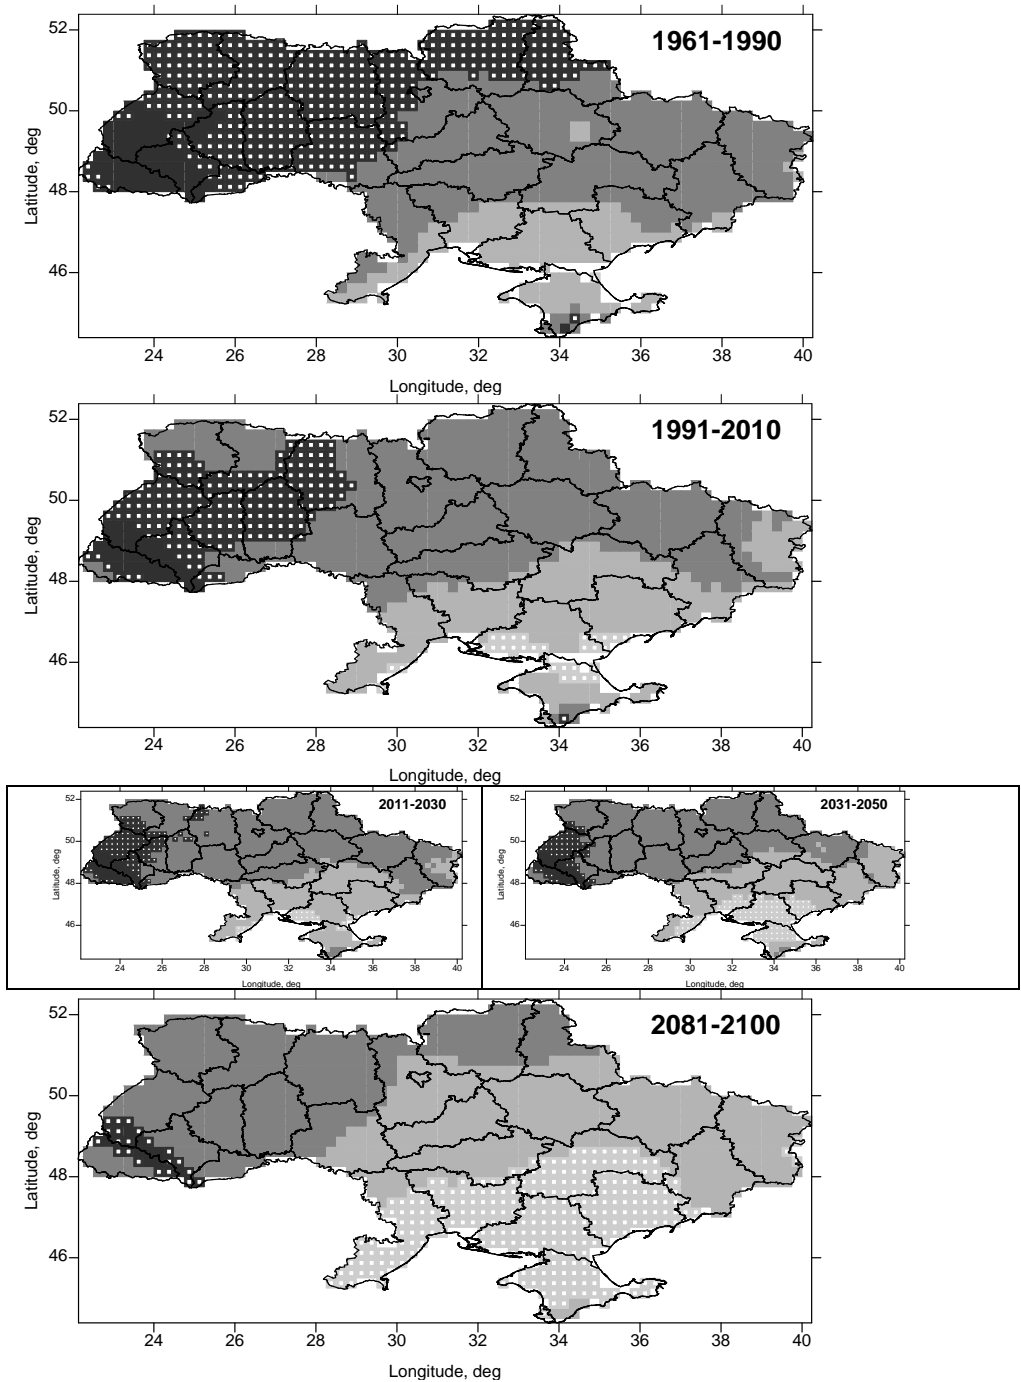 1961-1990
52
50
48
46
Latitude, deg
24 26 28 30 32 34 36 38 40
Longitude, deg
1991-2010
52
50
48
46
Latitude, deg
24 26 28 30 32 34 36 38 40
Longitude, deg
2011-2030
52
50
48
46
Latitude, deg
24 26 28 30 32 34 36 38 40
Longitude, deg
2031-2050
52
50
48
46
Latitude, deg
24 26 28 30 32 34 36 38 40
Longitude, deg
2081-2100
52
50
48
46
Latitude, deg
24 26 28 30 32 34 36 38 40
Longitude, deg